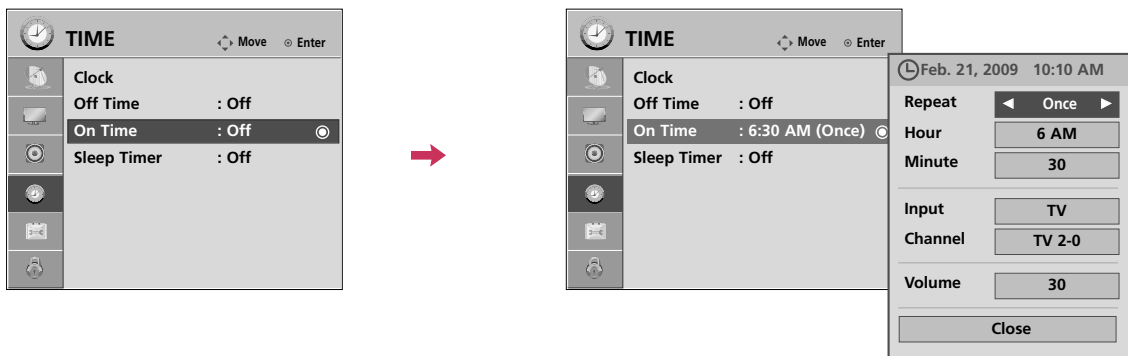 TIME Move Enter
Clock
Off Time : Off
On Time : Off
Sleep Timer : Off
TIME Move Enter
Clock
Off Time : Off
On Time : 6:30 AM (Once)
Sleep Timer : Off
Feb. 21, 2009 10:10 AM
Repeat ◀ Once ▶
Hour 6 AM
Minute 30
Input TV
Channel TV 2-0
Volume 30
Close